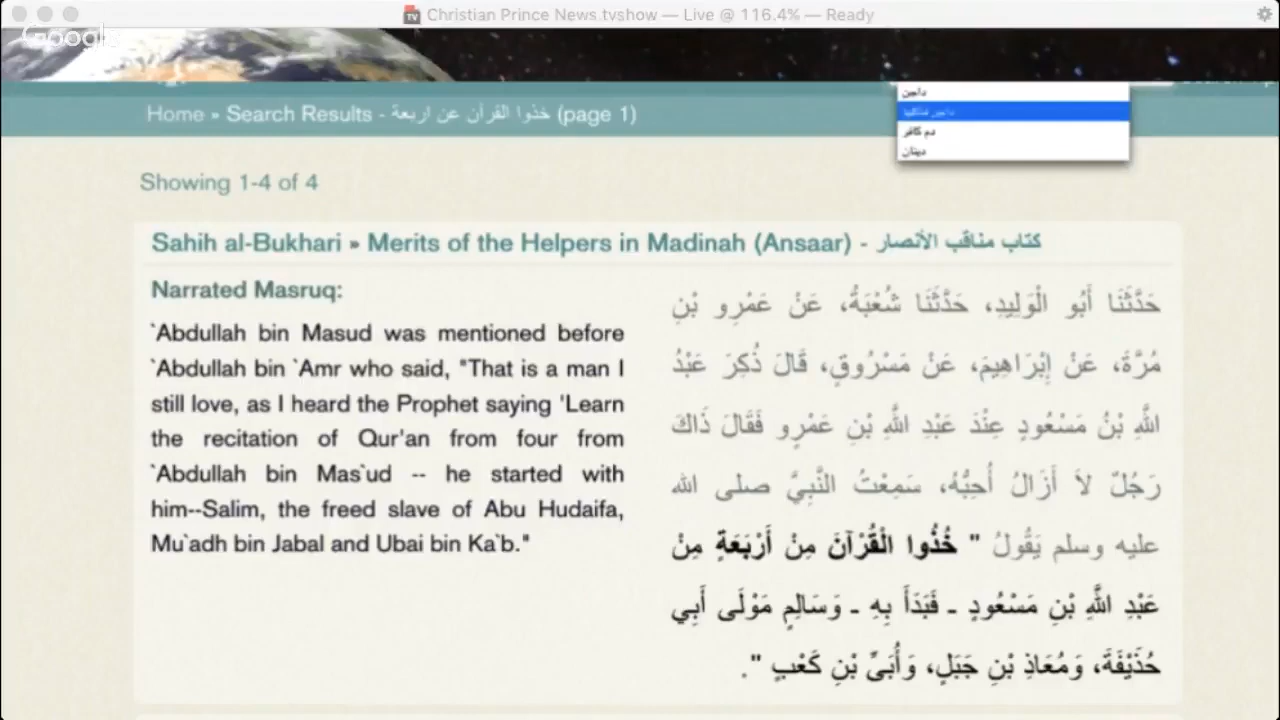 Christian Prince News.tvshow — Live @ 116.4% — Ready
Google
Home » Search Results - خذوا القرآن عن اربعة (page 1)
داجين
دم كافر
دينان
Showing 1-4 of 4
Sahih al-Bukhari » Merits of the Helpers in Madinah (Ansaar) - كتاب مناقب الأنصار
Narrated Masruq:
`Abdullah bin Masud was mentioned before
`Abdullah bin `Amr who said, "That is a man I
still love, as I heard the Prophet saying 'Learn
the recitation of Qur'an from four from
`Abdullah bin Mas`ud -- he started with
him--Salim, the freed slave of Abu Hudaifa,
Mu`adh bin Jabal and Ubai bin Ka`b."
حَدَّثَنَا أَبُو الْوَلِيدِ، حَدَّثَنَا شُعْبَةُ، عَنْ عَمْرِو بْنِ
مُرَّةَ، عَنْ إِبْرَاهِيمَ، عَنْ مَسْرُوقٍ، قَالَ ذُكِرَ عَبْدُ
اللَّهِ بْنُ مَسْعُودٍ عِنْدَ عَبْدِ اللَّهِ بْنِ عَمْرٍو فَقَالَ ذَاكَ
رَجُلٌ لاَ أَزَالُ أُحِبُّهُ، سَمِعْتُ النَّبِيَّ صلى الله
عليه وسلم يَقُولُ ‏"‏ خُذُوا الْقُرْآنَ مِنْ أَرْبَعَةٍ مِنْ
عَبْدِ اللَّهِ بْنِ مَسْعُودٍ ـ فَبَدَأَ بِهِ ـ وَسَالِمٍ مَوْلَى أَبِي
حُذَيْفَةَ، وَمُعَاذِ بْنِ جَبَلٍ، وَأُبَىِّ بْنِ كَعْبٍ ‏"‏‏.‏